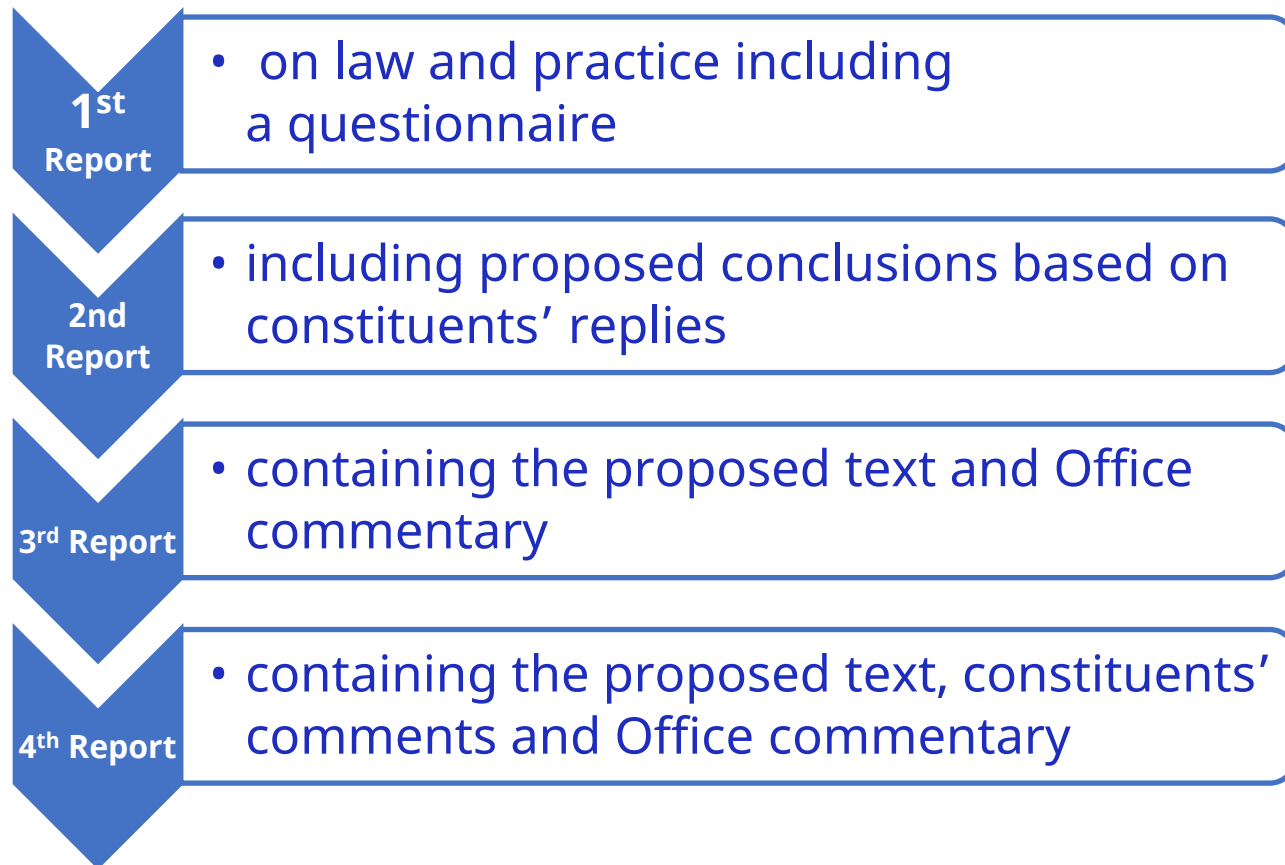 1st
Report
• on law and practice including
a questionnaire
2nd
Report
• including proposed conclusions based on
constituents’ replies
3rd Report
• containing the proposed text and Office
commentary
4th Report
• containing the proposed text, constituents’
comments and Office commentary